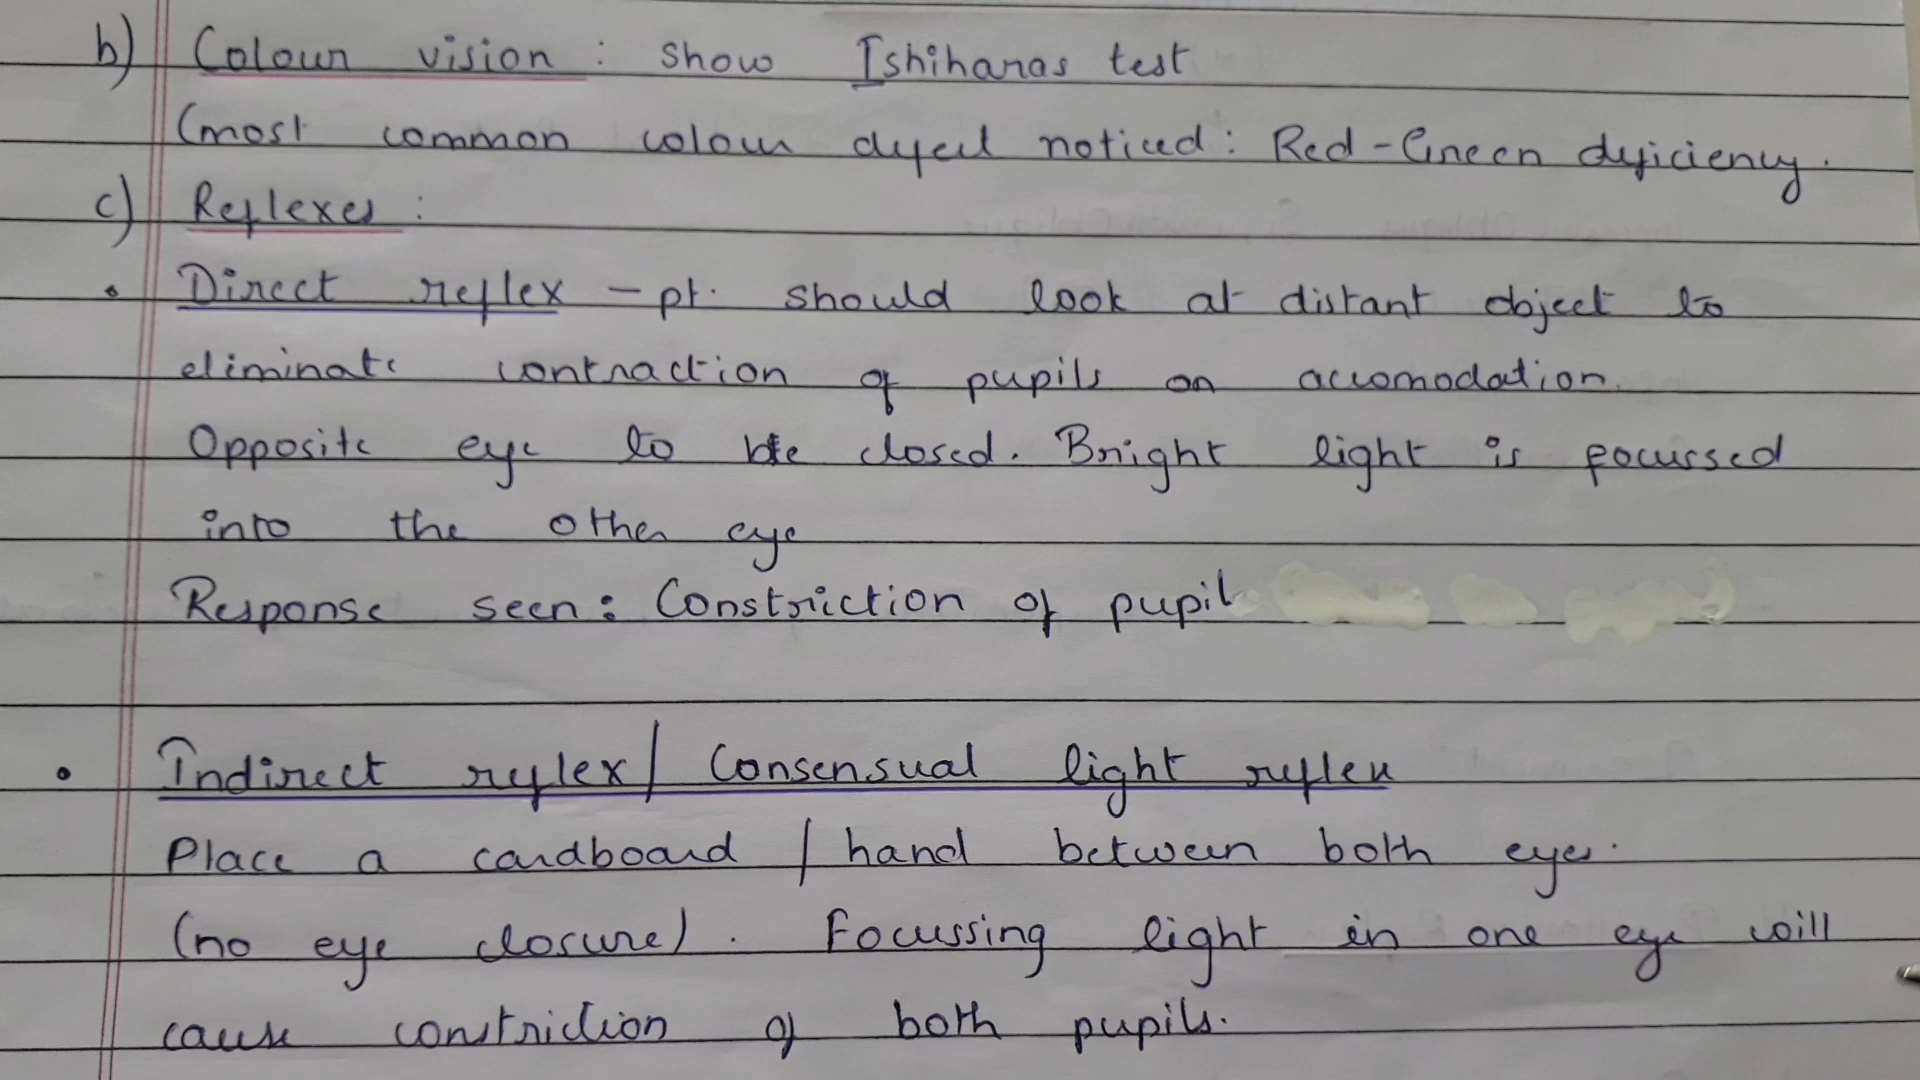 b) Colour vision : Show Ishiharas test
(most common colour defect noticed : Red-Green deficiency.
c) Reflexes :
• Direct reflex - pt. should look at distant object to
eliminate contraction of pupils on accomodation.
Opposite eye to be closed. Bright light is focussed
into the other eye
Response seen : Constriction of pupil
• Indirect reflex / Consensual light reflex
Place a cardboard / hand between both eyes.
(no eye closure). Focussing light in one eye will
cause constriction of both pupils.